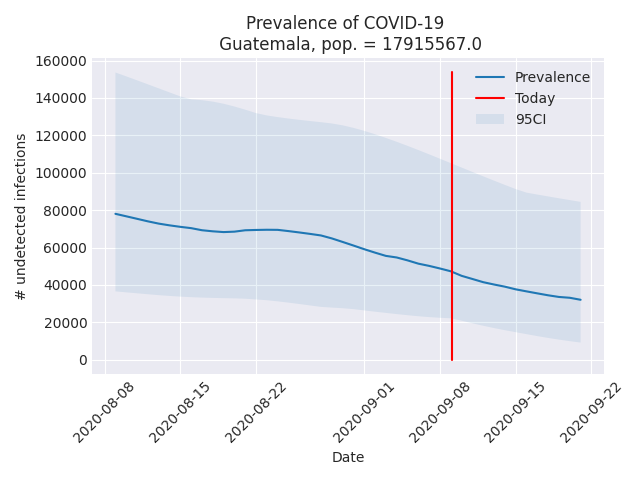 Prevalence of COVID-19
Guatemala, pop. = 17915567.0
160000
140000
120000
100000
80000
60000
40000
20000
0
# undetected infections
Prevalence
Today
95CI
2020-08-08
2020-08-15
2020-08-22
2020-09-01
2020-09-08
2020-09-15
2020-09-22
Date